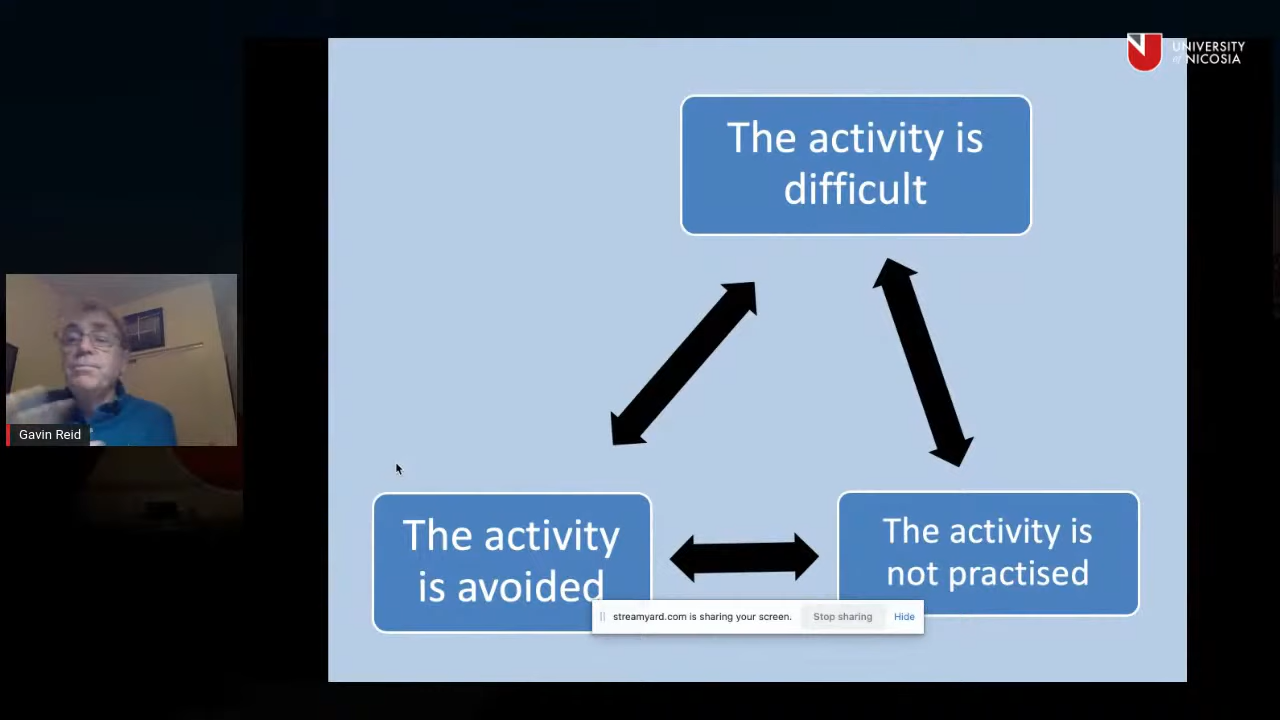 UNIVERSITY
of NICOSIA
The activity is
difficult
Gavin Reid
The activity
is avoided
The activity is
not practised
streamyard.com is sharing your screen.
Stop sharing
Hide